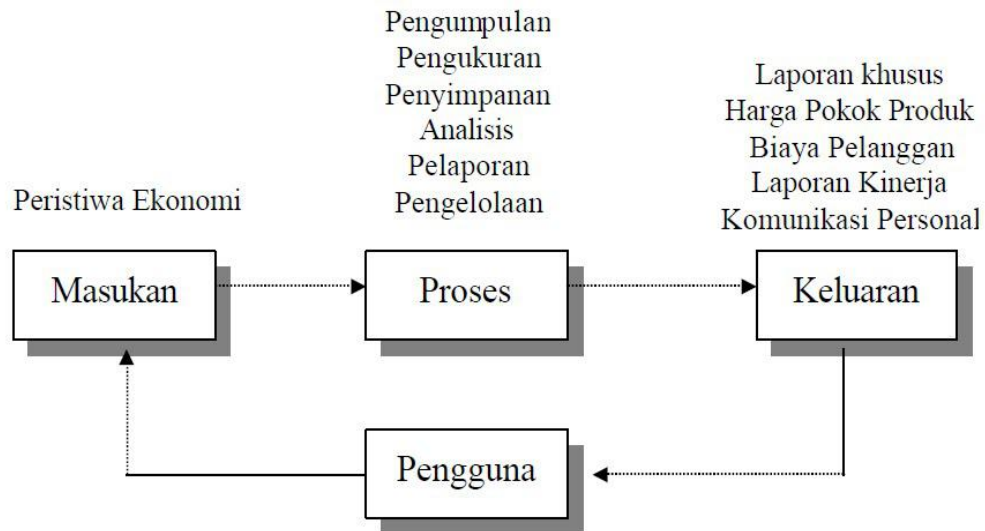 Pengumpulan
Pengukuran
Penyimpanan
Analisis
Pelaporan
Pengelolaan
Laporan khusus
Harga Pokok Produk
Biaya Pelanggan
Laporan Kinerja
Komunikasi Personal
Peristiwa Ekonomi
Masukan
Proses
Keluaran
Pengguna